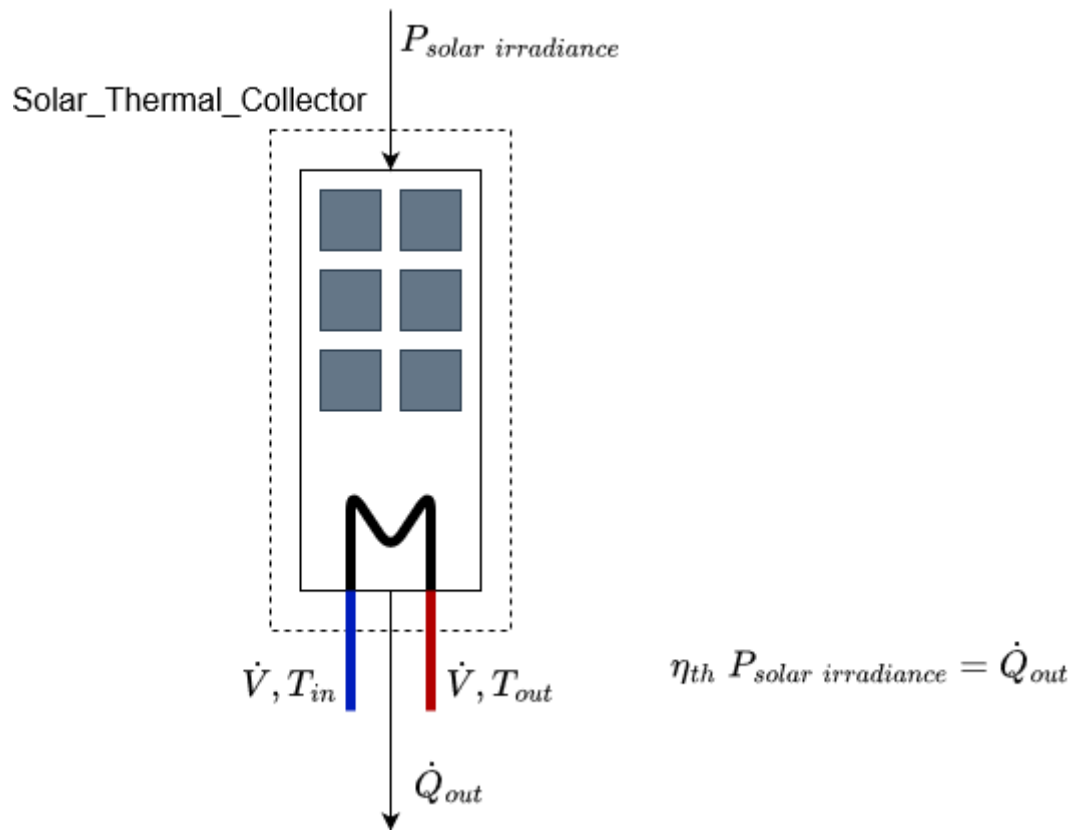 P_{solar irradiance}
Solar_Thermal_Collector
V̇, T_{in}
V̇, T_{out}
η_{th} P_{solar irradiance} = Q̇_{out}
Q̇_{out}